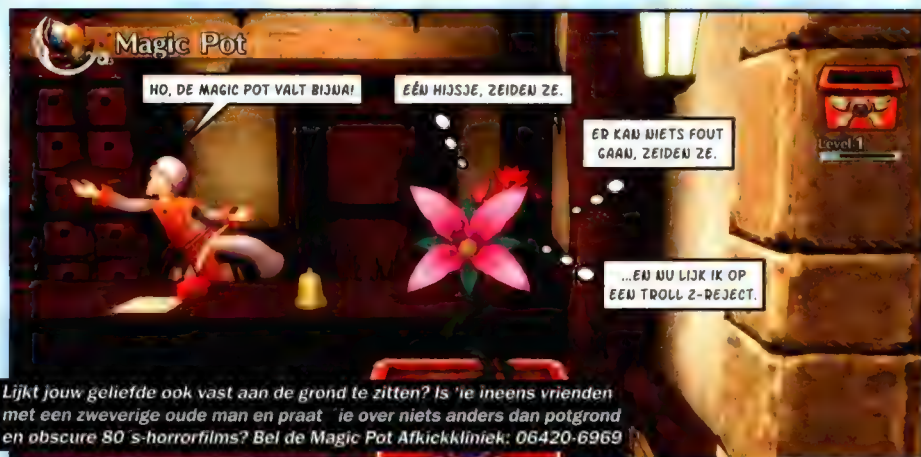 Magic Pot
HO, DE MAGIC POT VALT BIJNA!
EÉN HIJSJE, ZEIDEN ZE.
ER KAN NIETS FOUT
GAAN, ZEIDEN ZE.
...EN NU LIJK IK OP
EEN TROLL 2-REJECT.
Level 1
Lijkt jouw geliefde ook vast aan de grond te zitten? Is 'ie ineens vrienden
met een zweverige oude man en praat ´ie over niets anders dan potgrond
en obscure 80´s-horrorfilms? Bel de Magic Pot Afkickkliniek: 06420-6969